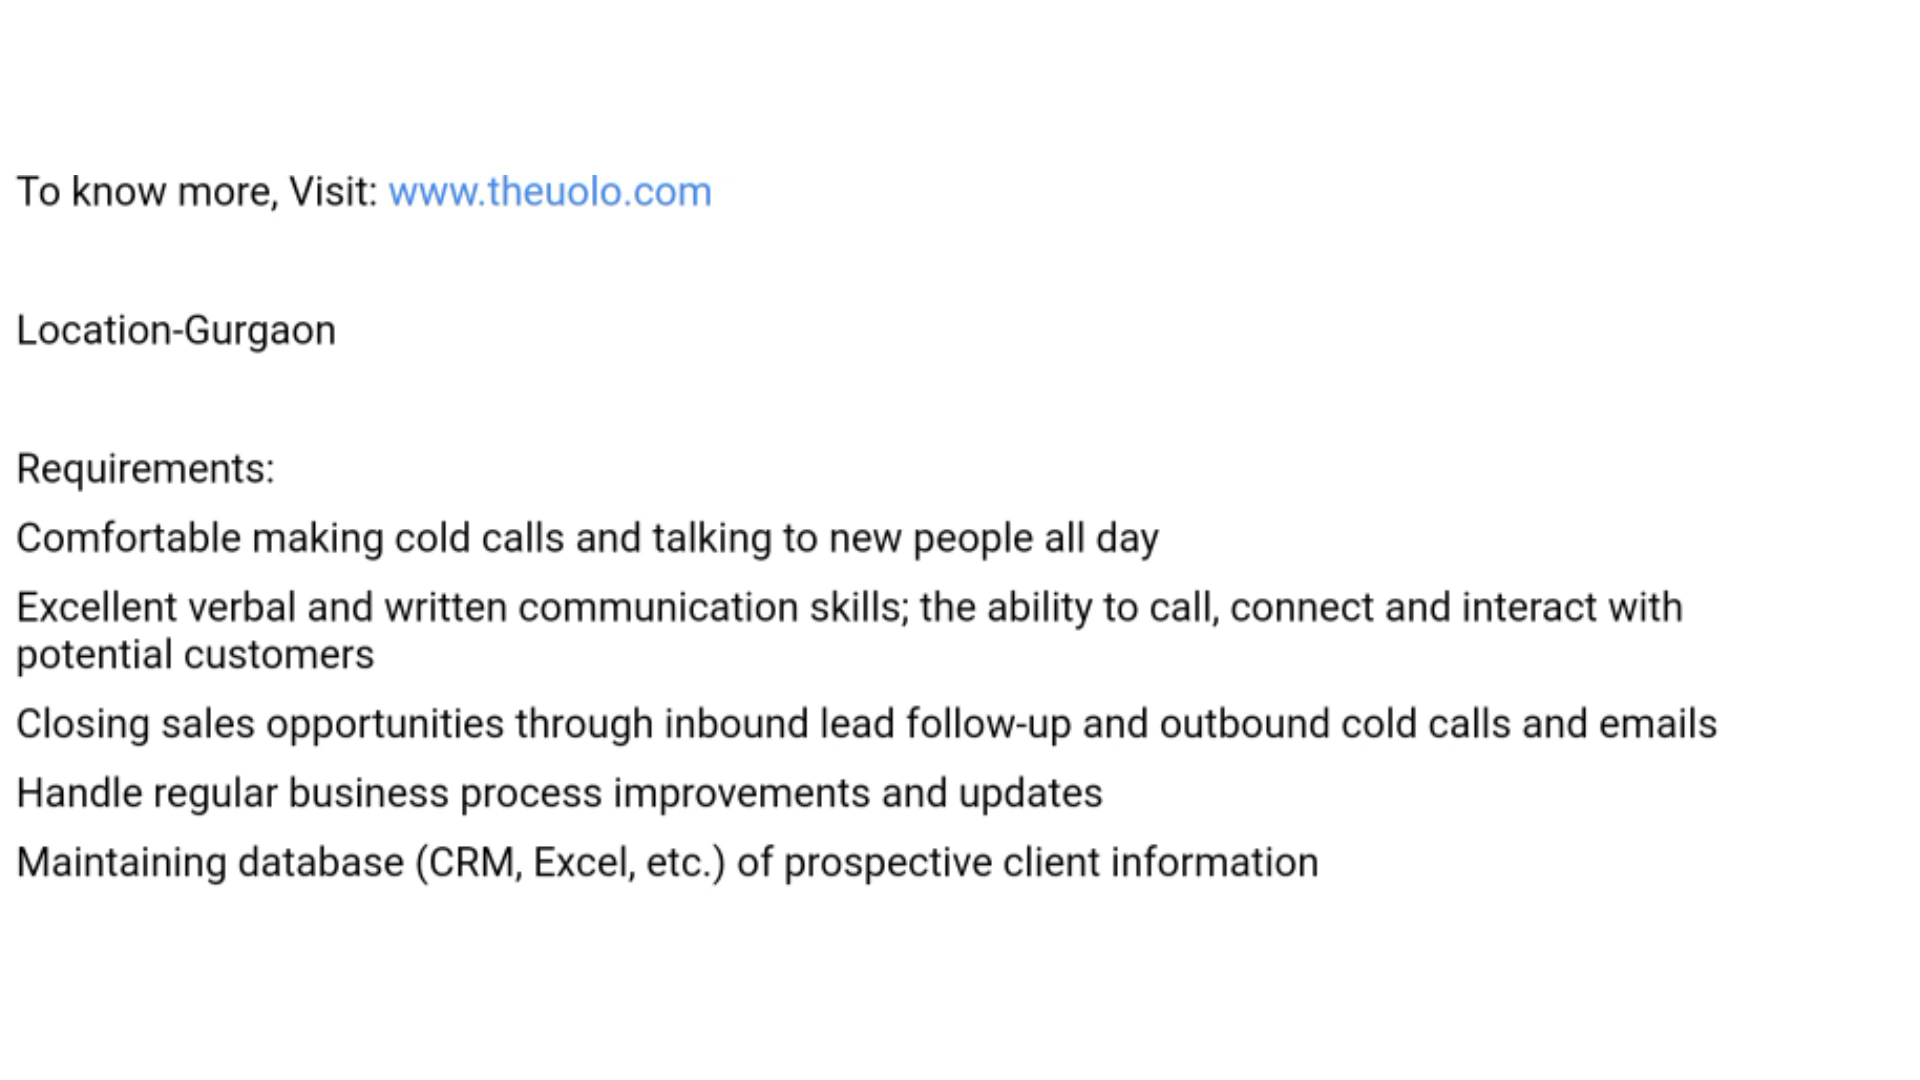 To know more, Visit: www.theuolo.com
Location-Gurgaon
Requirements:
Comfortable making cold calls and talking to new people all day
Excellent verbal and written communication skills; the ability to call, connect and interact with
potential customers
Closing sales opportunities through inbound lead follow-up and outbound cold calls and emails
Handle regular business process improvements and updates
Maintaining database (CRM, Excel, etc.) of prospective client information